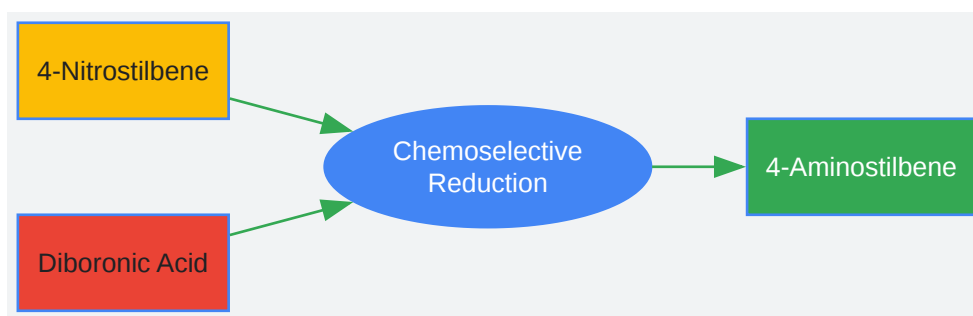 4-Nitrostilbene
Diboronic Acid
Chemoselective
Reduction
4-Aminostilbene